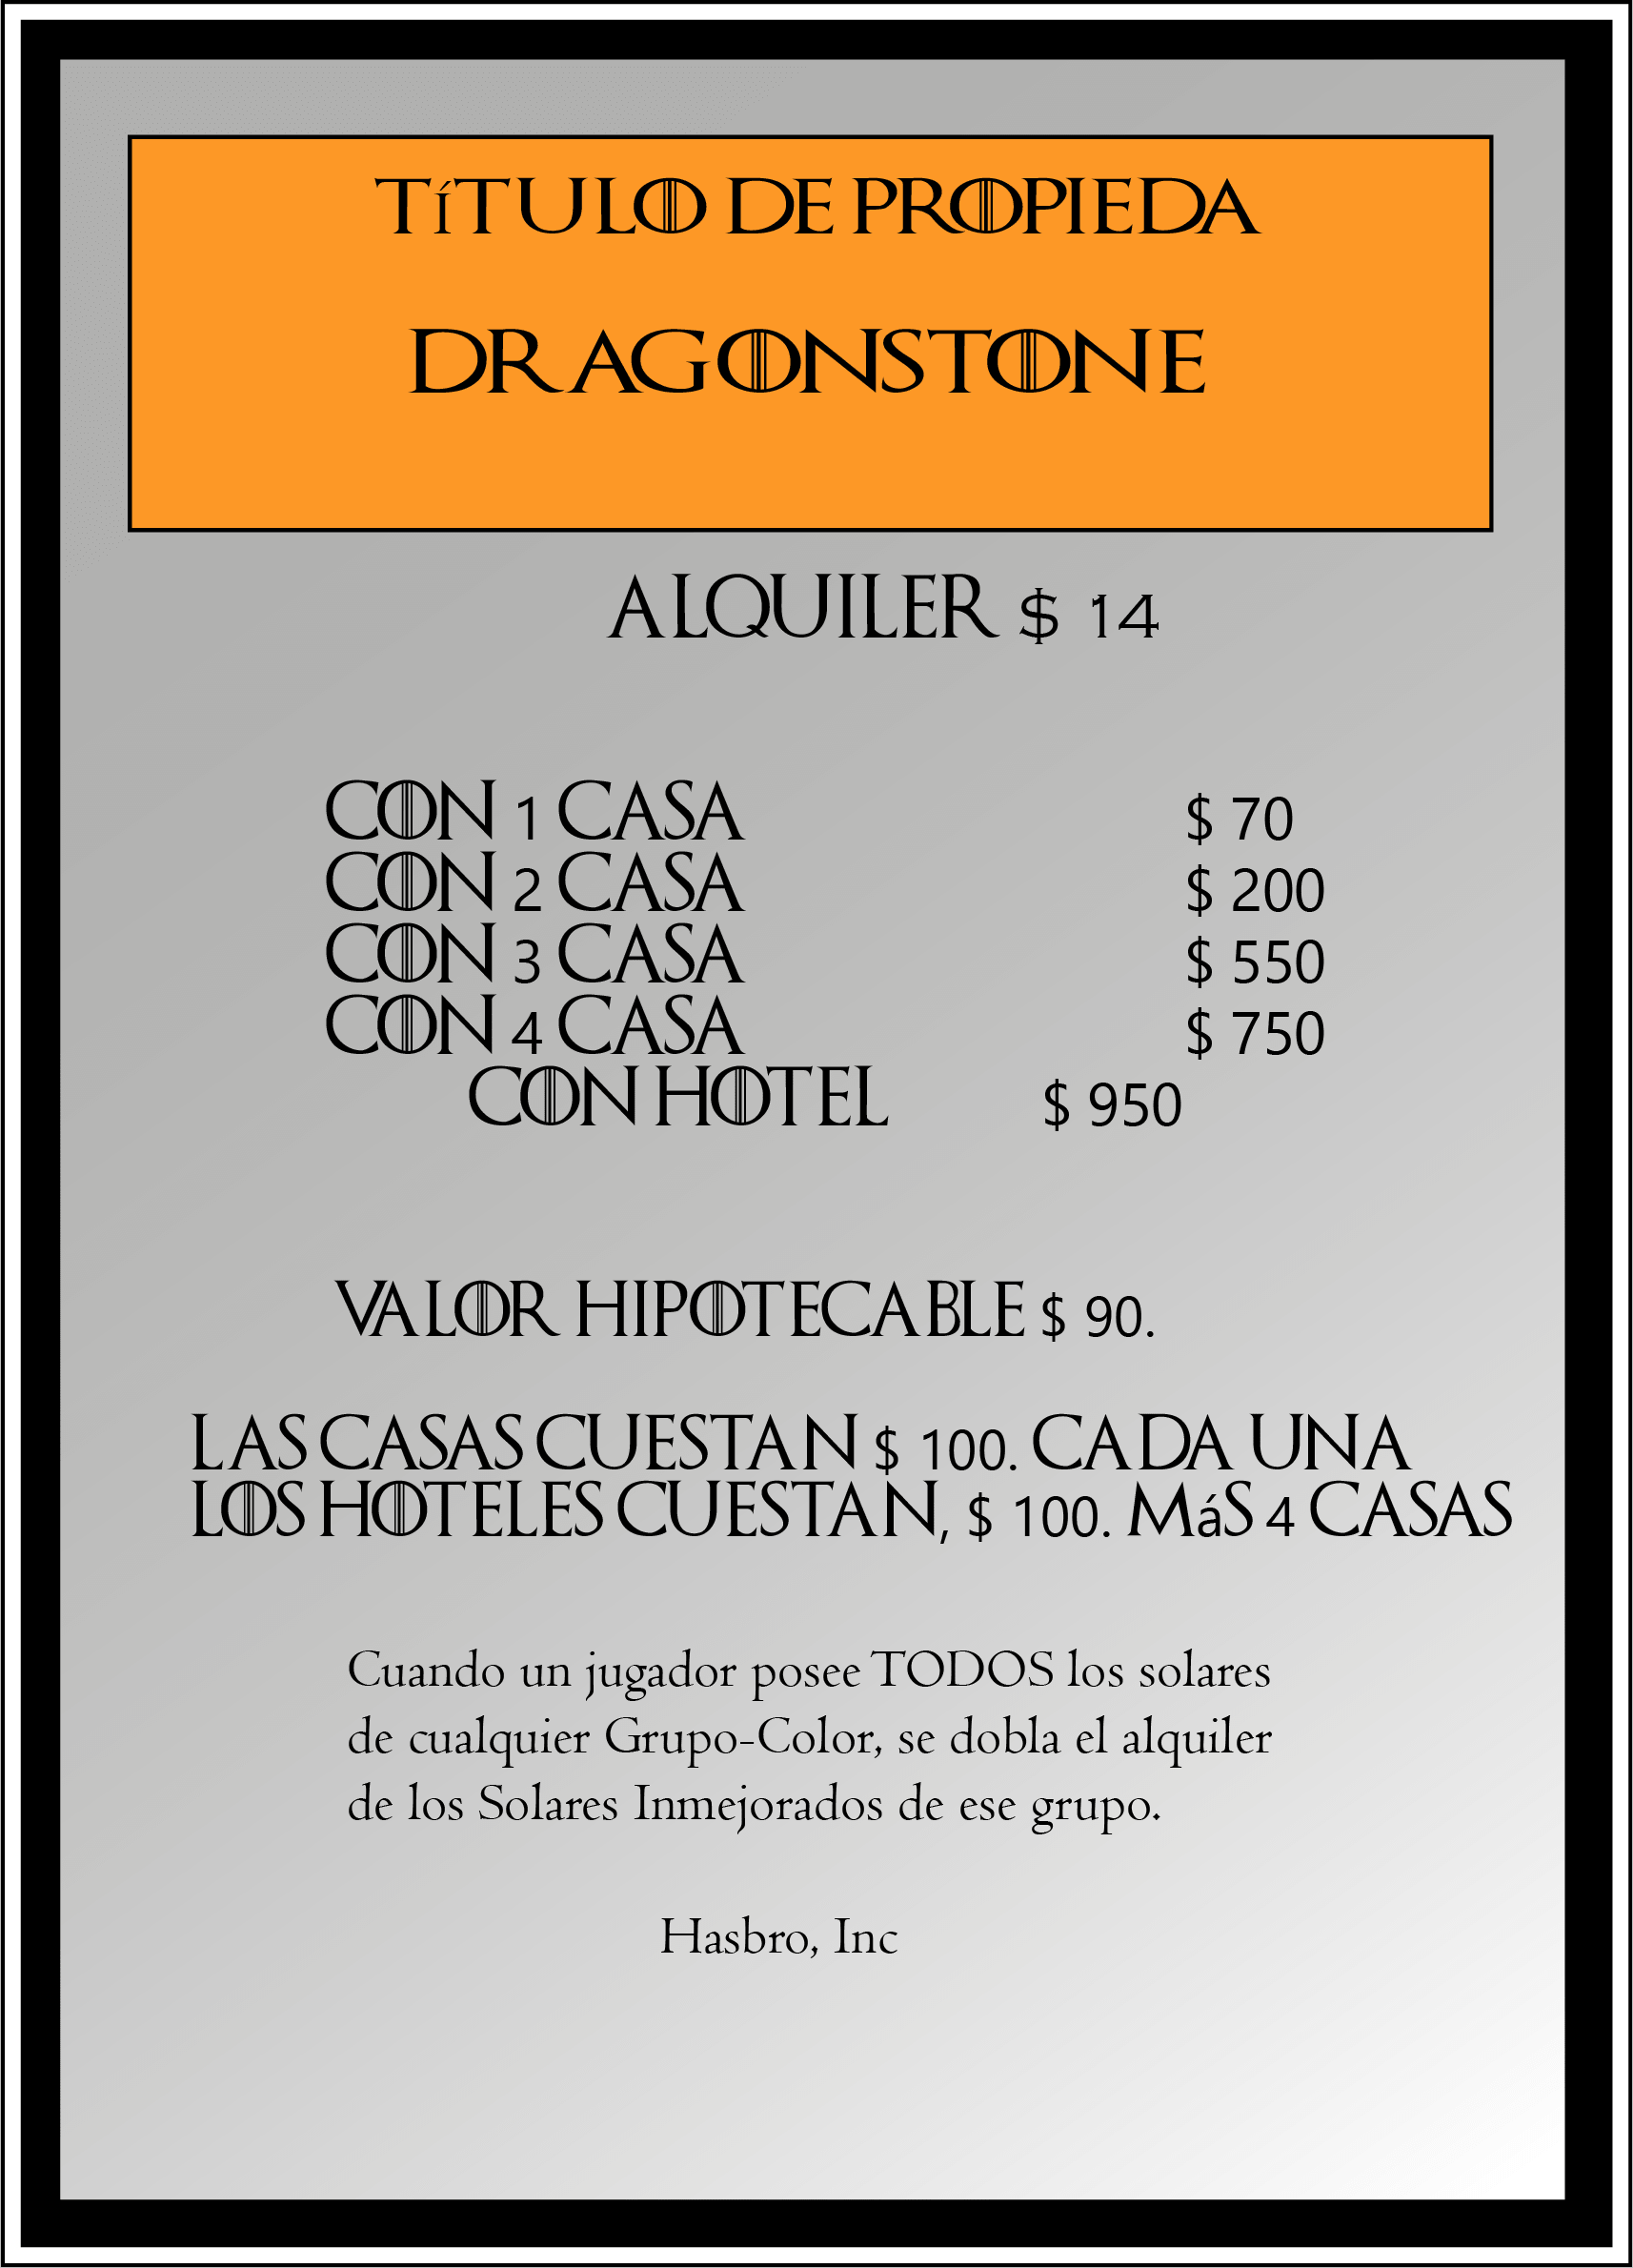 TíTULO DE PROPIEDA
DRAGONSTONE
ALQUILER $ 14
CON 1 CASA $ 70
CON 2 CASA $ 200
CON 3 CASA $ 550
CON 4 CASA $ 750
CON HOTEL $ 950
VALOR HIPOTECABLE $ 90.
LAS CASAS CUESTAN $ 100. CADA UNA
LOS HOTELES CUESTAN, $ 100. MáS 4 CASAS
Cuando un jugador posee TODOS los solares
de cualquier Grupo-Color, se dobla el alquiler
de los Solares Inmejorados de ese grupo.
Hasbro, Inc